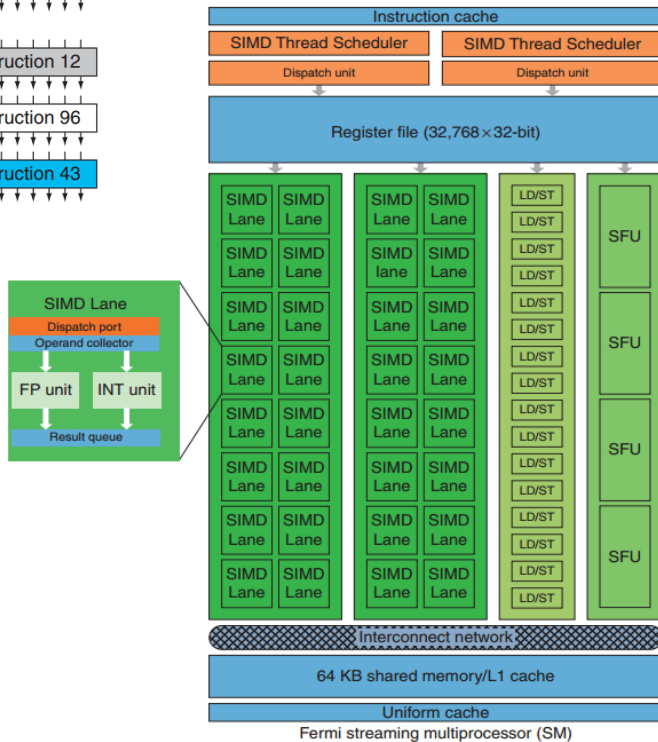 ruction 12
ruction 96
ruction 43
Instruction cache
SIMD Thread Scheduler
SIMD Thread Scheduler
Dispatch unit
Dispatch unit
Register file (32,768×32-bit)
SIMD
Lane
SIMD
Lane
SIMD
Lane
SIMD
Lane
LD/ST
LD/ST
SFU
SIMD
Lane
SIMD
Lane
SIMD
lane
SIMD
Lane
LD/ST
LD/ST
SIMD
Lane
SIMD
Lane
SIMD
Lane
SIMD
Lane
LD/ST
LD/ST
SFU
SIMD
Lane
SIMD
Lane
SIMD
Lane
SIMD
Lane
LD/ST
LD/ST
SIMD
Lane
SIMD
Lane
SIMD
Lane
SIMD
Lane
LD/ST
LD/ST
SFU
SIMD
Lane
SIMD
Lane
SIMD
Lane
SIMD
Lane
LD/ST
LD/ST
SIMD
Lane
SIMD
Lane
SIMD
Lane
SIMD
Lane
LD/ST
LD/ST
SFU
SIMD
Lane
SIMD
Lane
SIMD
Lane
SIMD
Lane
LD/ST
LD/ST
SIMD Lane
Dispatch port
Operand collector
FP unit
INT unit
Result queue
Interconnect network
64 KB shared memory/L1 cache
Uniform cache
Fermi streaming multiprocessor (SM)